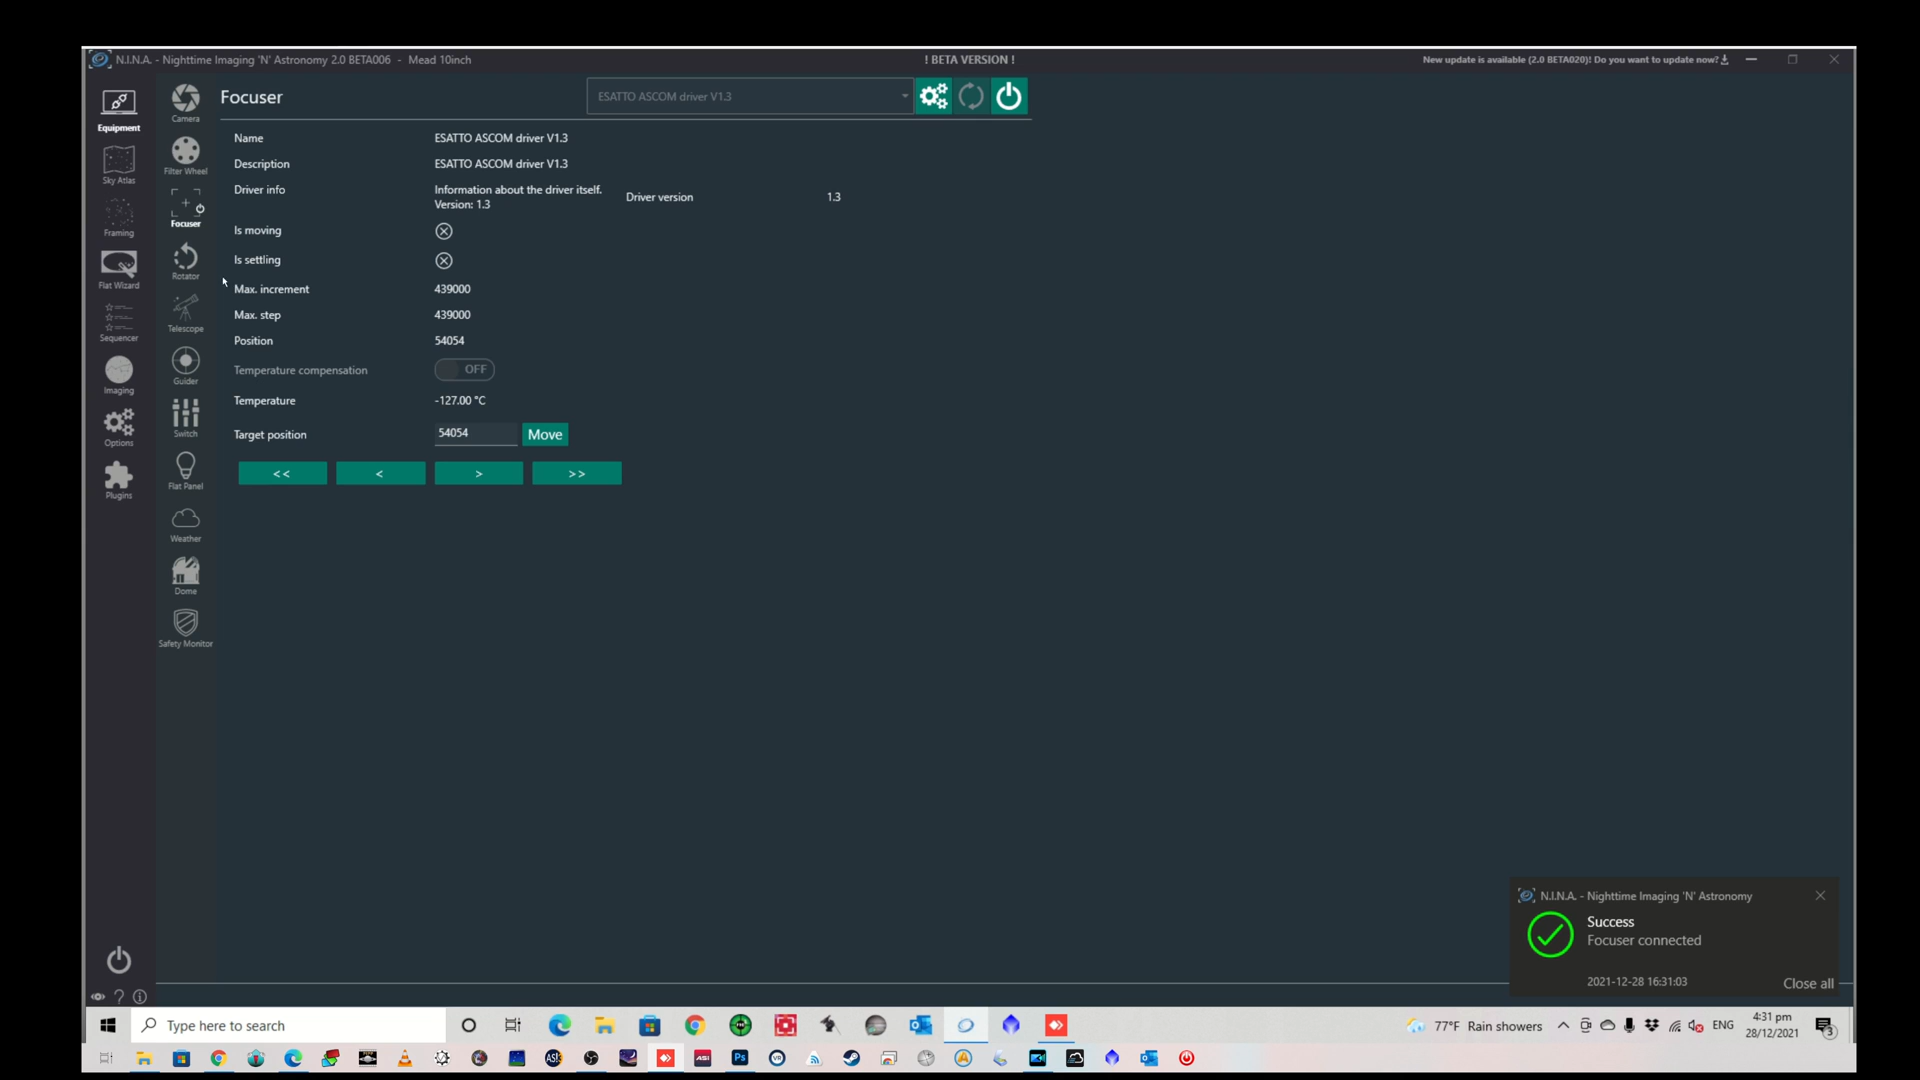 N.I.N.A. - Nighttime Imaging 'N' Astronomy 2.0 BETA006 - Mead 10inch
! BETA VERSION !
New update is available (2.0 BETA020)! Do you want to update now?
Equipment
Sky Atlas
Framing
Flat Wizard
Sequencer
Imaging
Options
Plugins
Camera
Filter Wheel
Focuser
Rotator
Telescope
Guider
Switch
Flat Panel
Weather
Dome
Safety Monitor
Focuser
ESATTO ASCOM driver V1.3
Name ESATTO ASCOM driver V1.3
Description ESATTO ASCOM driver V1.3
Driver info Information about the driver itself.
Version: 1.3
Driver version 1.3
Is moving
Is settling
Max. increment 439000
Max. step 439000
Position 54054
Temperature compensation OFF
Temperature -127.00 °C
Target position 54054 Move
<< < > >>
N.I.N.A. - Nighttime Imaging 'N' Astronomy
Success
Focuser connected
2021-12-28 16:31:03
Close all
Type here to search
77°F Rain showers
ENG
4:31 pm
28/12/2021
3
ASI
Ps
VR